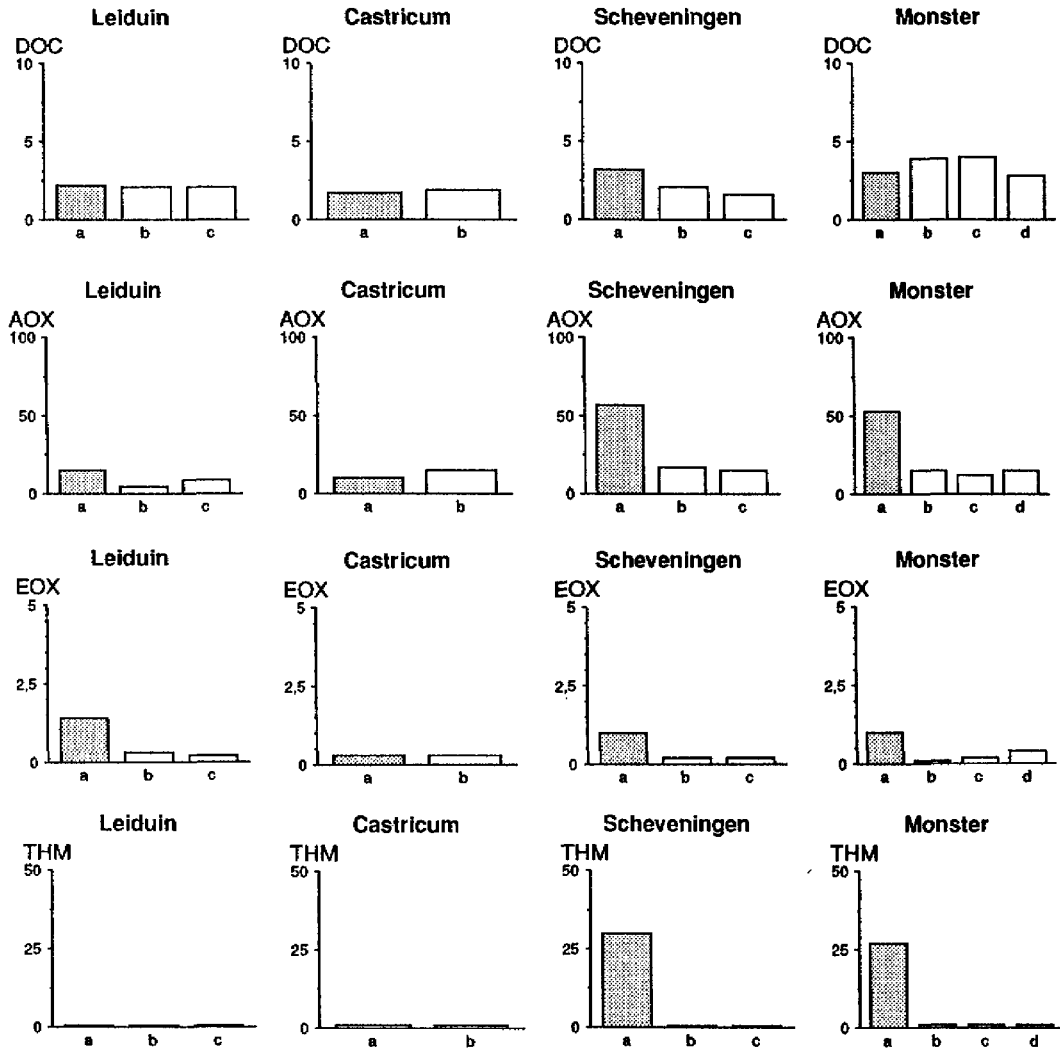 Leiduin Castricum Scheveningen Monster
DOC DOC DOC DOC
10 10 10 10
5 5 5 5
0 0 0 0
a b c a b a b c a b c d
Leiduin Castricum Scheveningen Monster
AOX AOX AOX AOX
100 100 100 100
50 50 50 50
0 0 0 0
a b c a b a b c a b c d
Leiduin Castricum Scheveningen Monster
EOX EOX EOX EOX
5 5 5 5
2,5 2,5 2,5 2,5
0 0 0 0
a b c a b a b c a b c d
Leiduin Castricum Scheveningen Monster
THM THM THM THM
50 50 50 50
25 25 25 25
0 0 0 0
a b c a b a b c a b c d